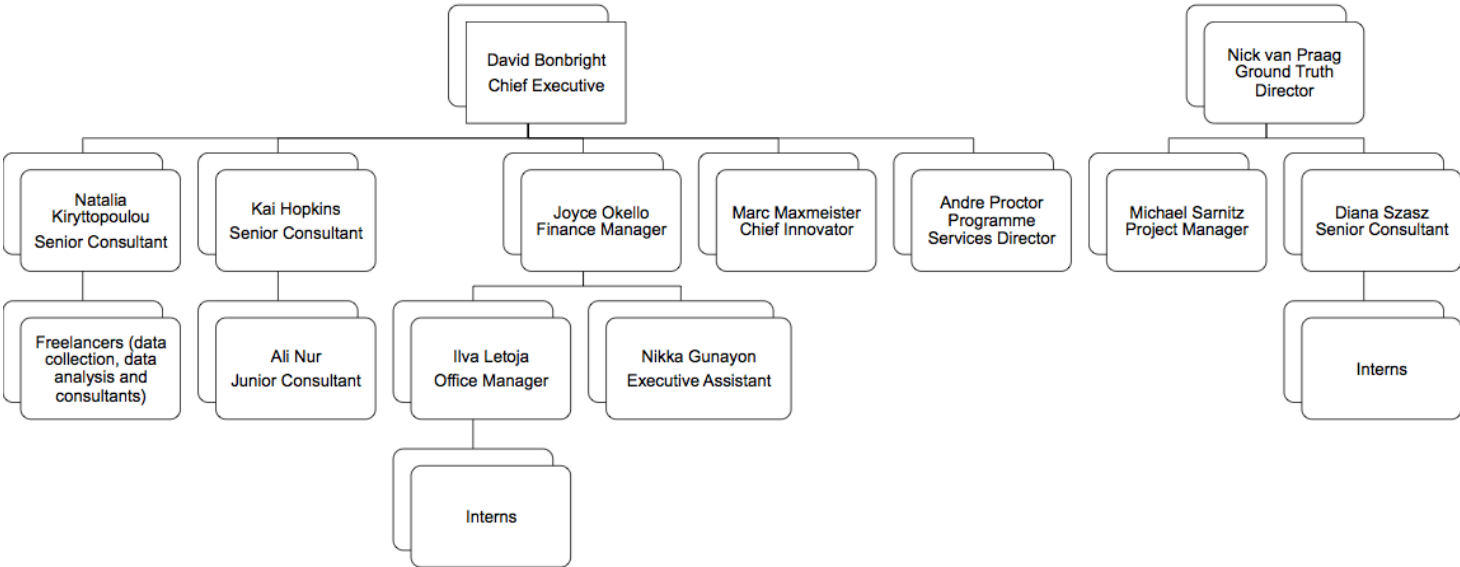 David Bonbright
Chief Executive
Nick van Praag
Ground Truth
Director
Natalia
Kiryttopoulou
Senior Consultant
Kai Hopkins
Senior Consultant
Joyce Okello
Finance Manager
Marc Maxmeister
Chief Innovator
Andre Proctor
Programme
Services Director
Michael Sarnitz
Project Manager
Diana Szasz
Senior Consultant
Freelancers (data
collection, data
analysis and
consultants)
Ali Nur
Junior Consultant
Ilva Letoja
Office Manager
Nikka Gunayon
Executive Assistant
Interns
Interns